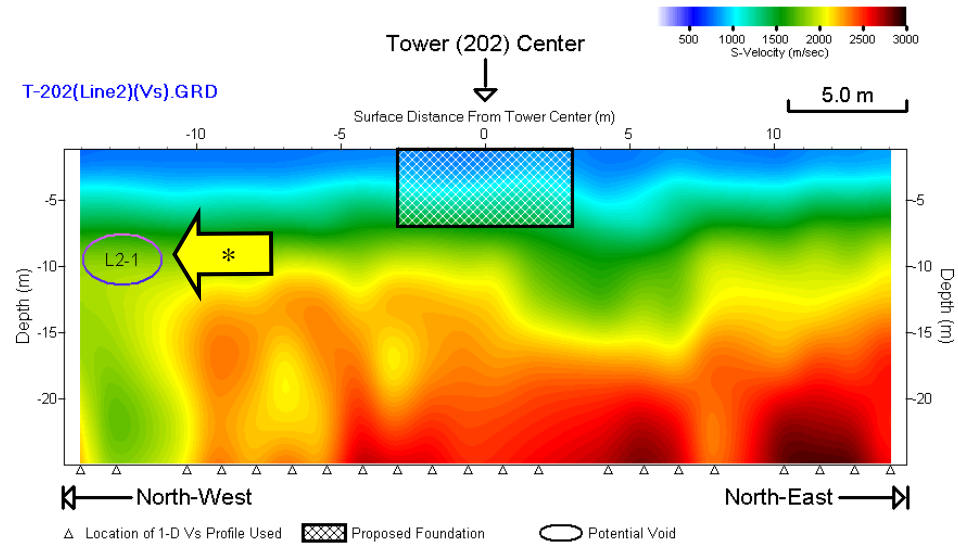 500 1000 1500 2000 2500 3000
S-Velocity (m/sec)
Tower (202) Center
T-202(Line2)(Vs).GRD
5.0 m
Surface Distance From Tower Center (m)
-10 -5 0 5 10
-5 -5
L2-1 *
-10 -10
Depth (m) Depth (m)
-15 -15
-20 -20
North-West North-East
Location of 1-D Vs Profile Used Proposed Foundation Potential Void